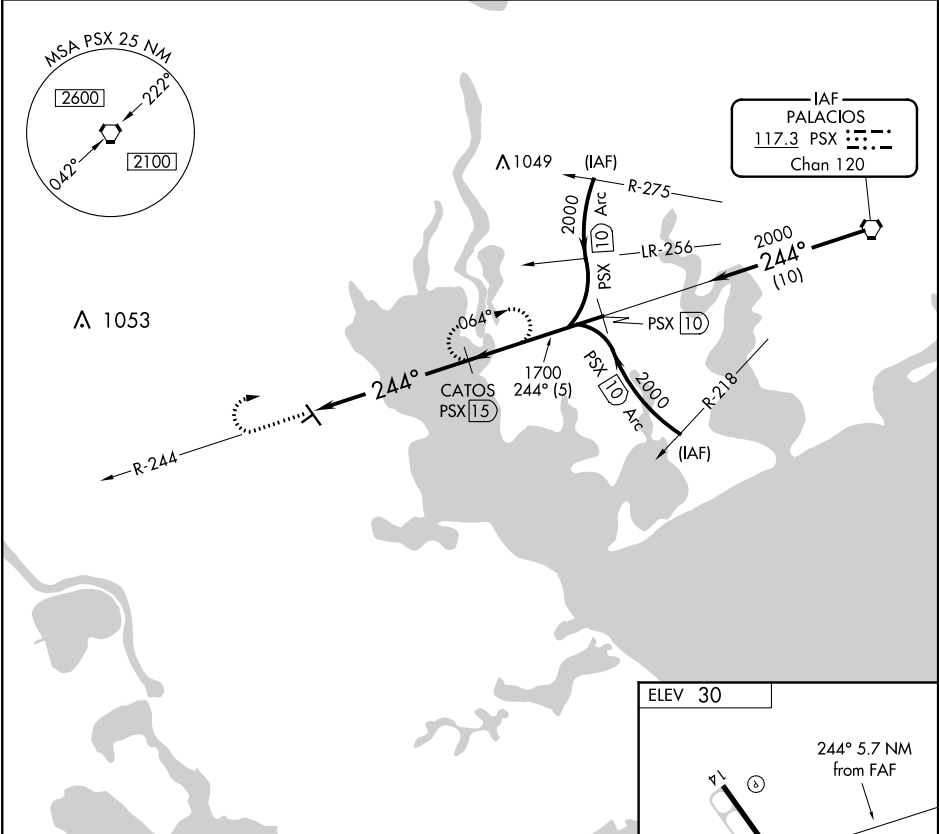 MSA PSX 25 NM
2600
222°
042°
2100
IAF
PALACIOS
117.3 PSX
Chan 120
1049
(IAF)
R-275
2000
PSX 10 Arc
LR-256
2000
244°
(10)
PSX 10
1053
064°
1700
244° (5)
CATOS
PSX 15
244°
PSX 10 Arc
2000
R-218
(IAF)
R-244
ELEV 30
244° 5.7 NM
from FAF
14
P